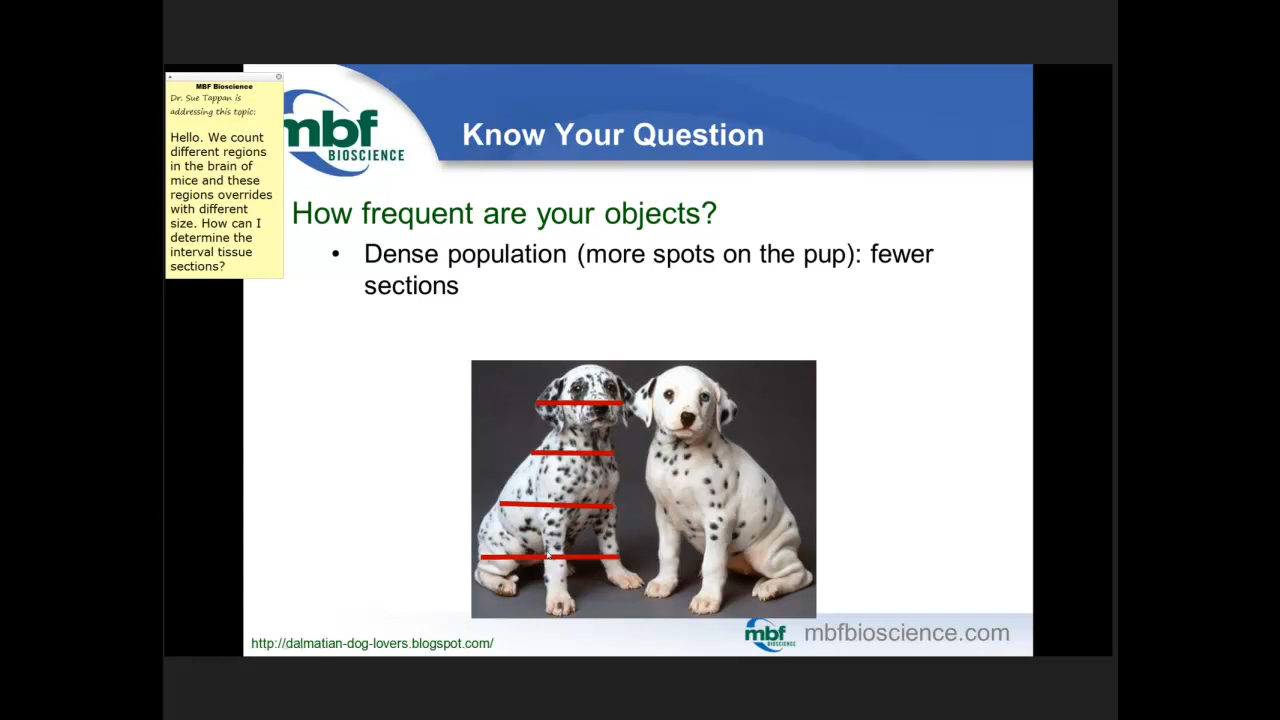 MBF Bioscience
Dr. Sue Tappan is
addressing this topic:
Hello. We count
different regions
in the brain of
mice and these
regions overrides
with different
size. How can I
determine the
interval tissue
sections?
mbf
BIOSCIENCE
Know Your Question
How frequent are your objects?
• Dense population (more spots on the pup): fewer
sections
http://dalmatian-dog-lovers.blogspot.com/
mbf
BIOSCIENCE
mbfbioscience.com